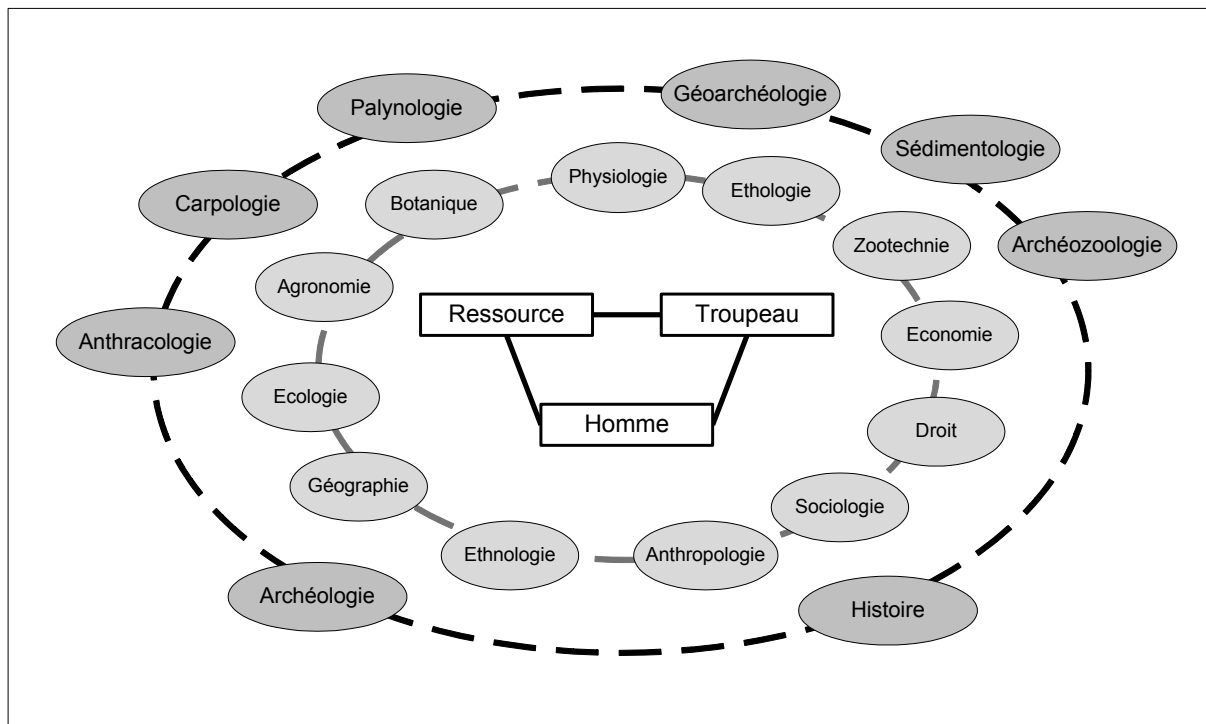 Palynologie
Géoarchéologie
Sédimentologie
Carpologie
Physiologie
Ethologie
Botanique
Zootechnie
Archéozoologie
Agronomie
Ressource
Troupeau
Economie
Anthracologie
Ecologie
Homme
Droit
Géographie
Sociologie
Ethnologie
Anthropologie
Archéologie
Histoire